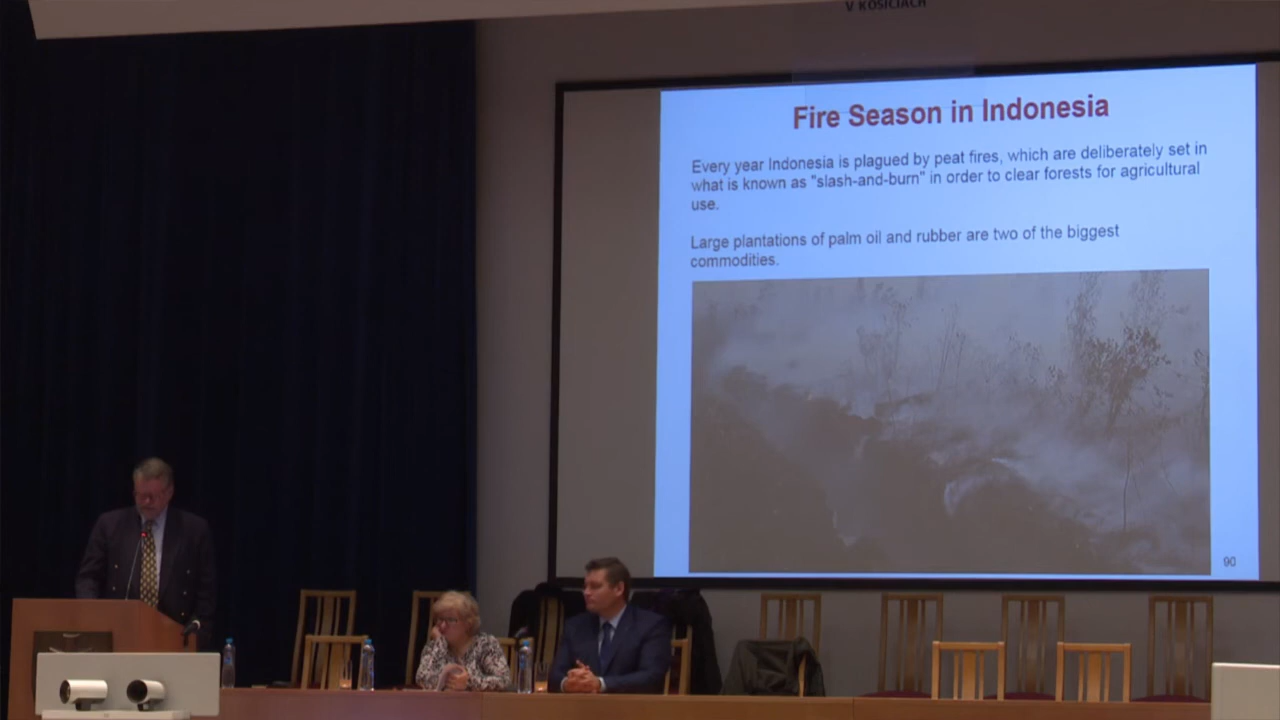 V KOŠICIACH
Fire Season in Indonesia
Every year Indonesia is plagued by peat fires, which are deliberately set in
what is known as "slash-and-burn" in order to clear forests for agricultural
use.
Large plantations of palm oil and rubber are two of the biggest
commodities.
90